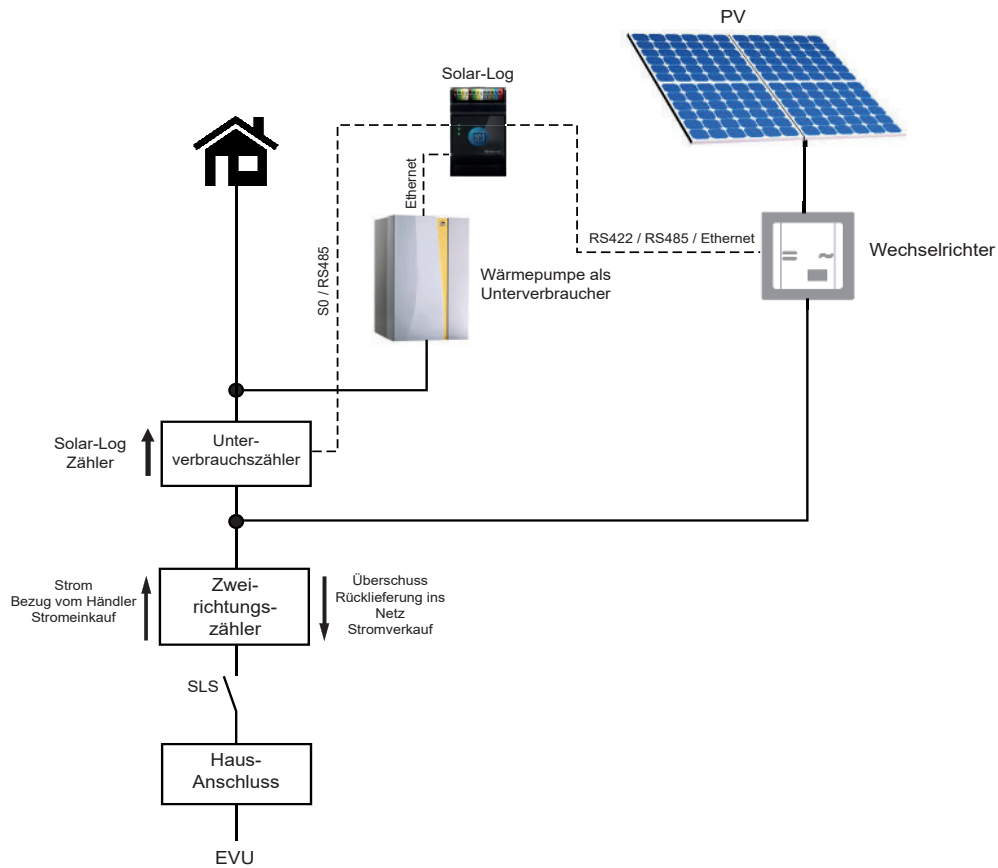 PV
Solar-Log
Ethernet
S0 / RS485
RS422 / RS485 / Ethernet
Wechselrichter
Wärmepumpe als
Unterverbraucher
Solar-Log
Zähler
Unter-
verbrauchszähler
Strom
Bezug vom Händler
Stromeinkauf
Zwei-
richtungs-
zähler
Überschuss
Rücklieferung ins
Netz
Stromverkauf
SLS
Haus-
Anschluss
EVU